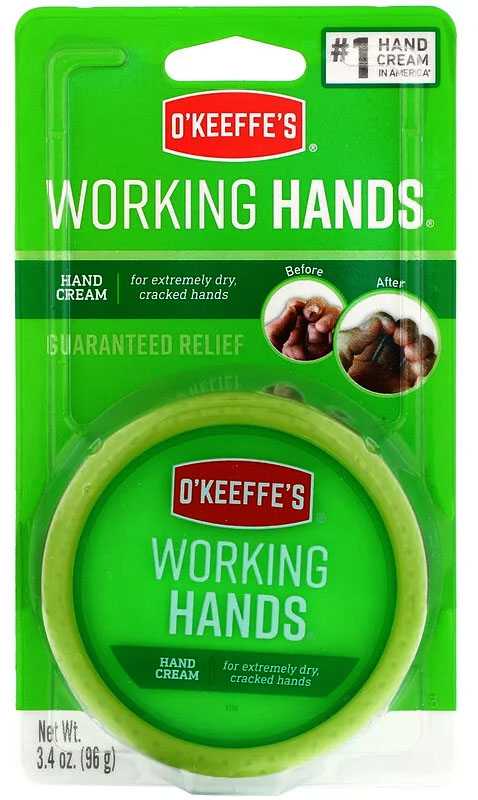 #1 HAND
CREAM
IN AMERICA*
O'KEEFFE'S®
WORKING HANDS®
HAND
CREAM
for extremely dry,
cracked hands
Before
After
GUARANTEED RELIEF
RELIEF
O'KEEFFE'S®
WORKING
HANDS
HAND
CREAM
for extremely dry,
cracked hands
Net Wt.
3.4 oz. (96 g)